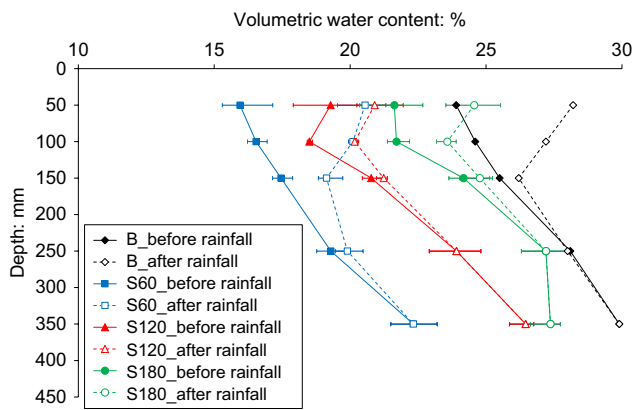 Volumetric water content: %
10 15 20 25 30
0
50
100
150
200
250
300
350
400
450
Depth: mm
B_before rainfall
B_after rainfall
S60_before rainfall
S60_after rainfall
S120_before rainfall
S120_after rainfall
S180_before rainfall
S180_after rainfall